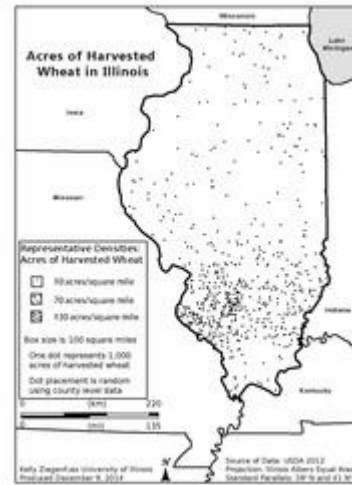 Wisconsin
Acres of Harvested
Wheat in Illinois
Lake
Michigan
Iowa
Missouri
Representative Densities:
Acres of Harvested Wheat
10 acres/square mile
70 acres/square mile
130 acres/square mile
Box size is 100 square miles
One dot represents 1,000
acres of harvested wheat
Dot placement is random
using county level data
Indiana
Kentucky
0 (km) 220
0 (mi) 135
N
Kelly Ziegenfuss University of Illinois
Produced December 9, 2014
Source of Data: USDA 2012
Projection: Illinois Albers Equal Area
Standard Parallels: